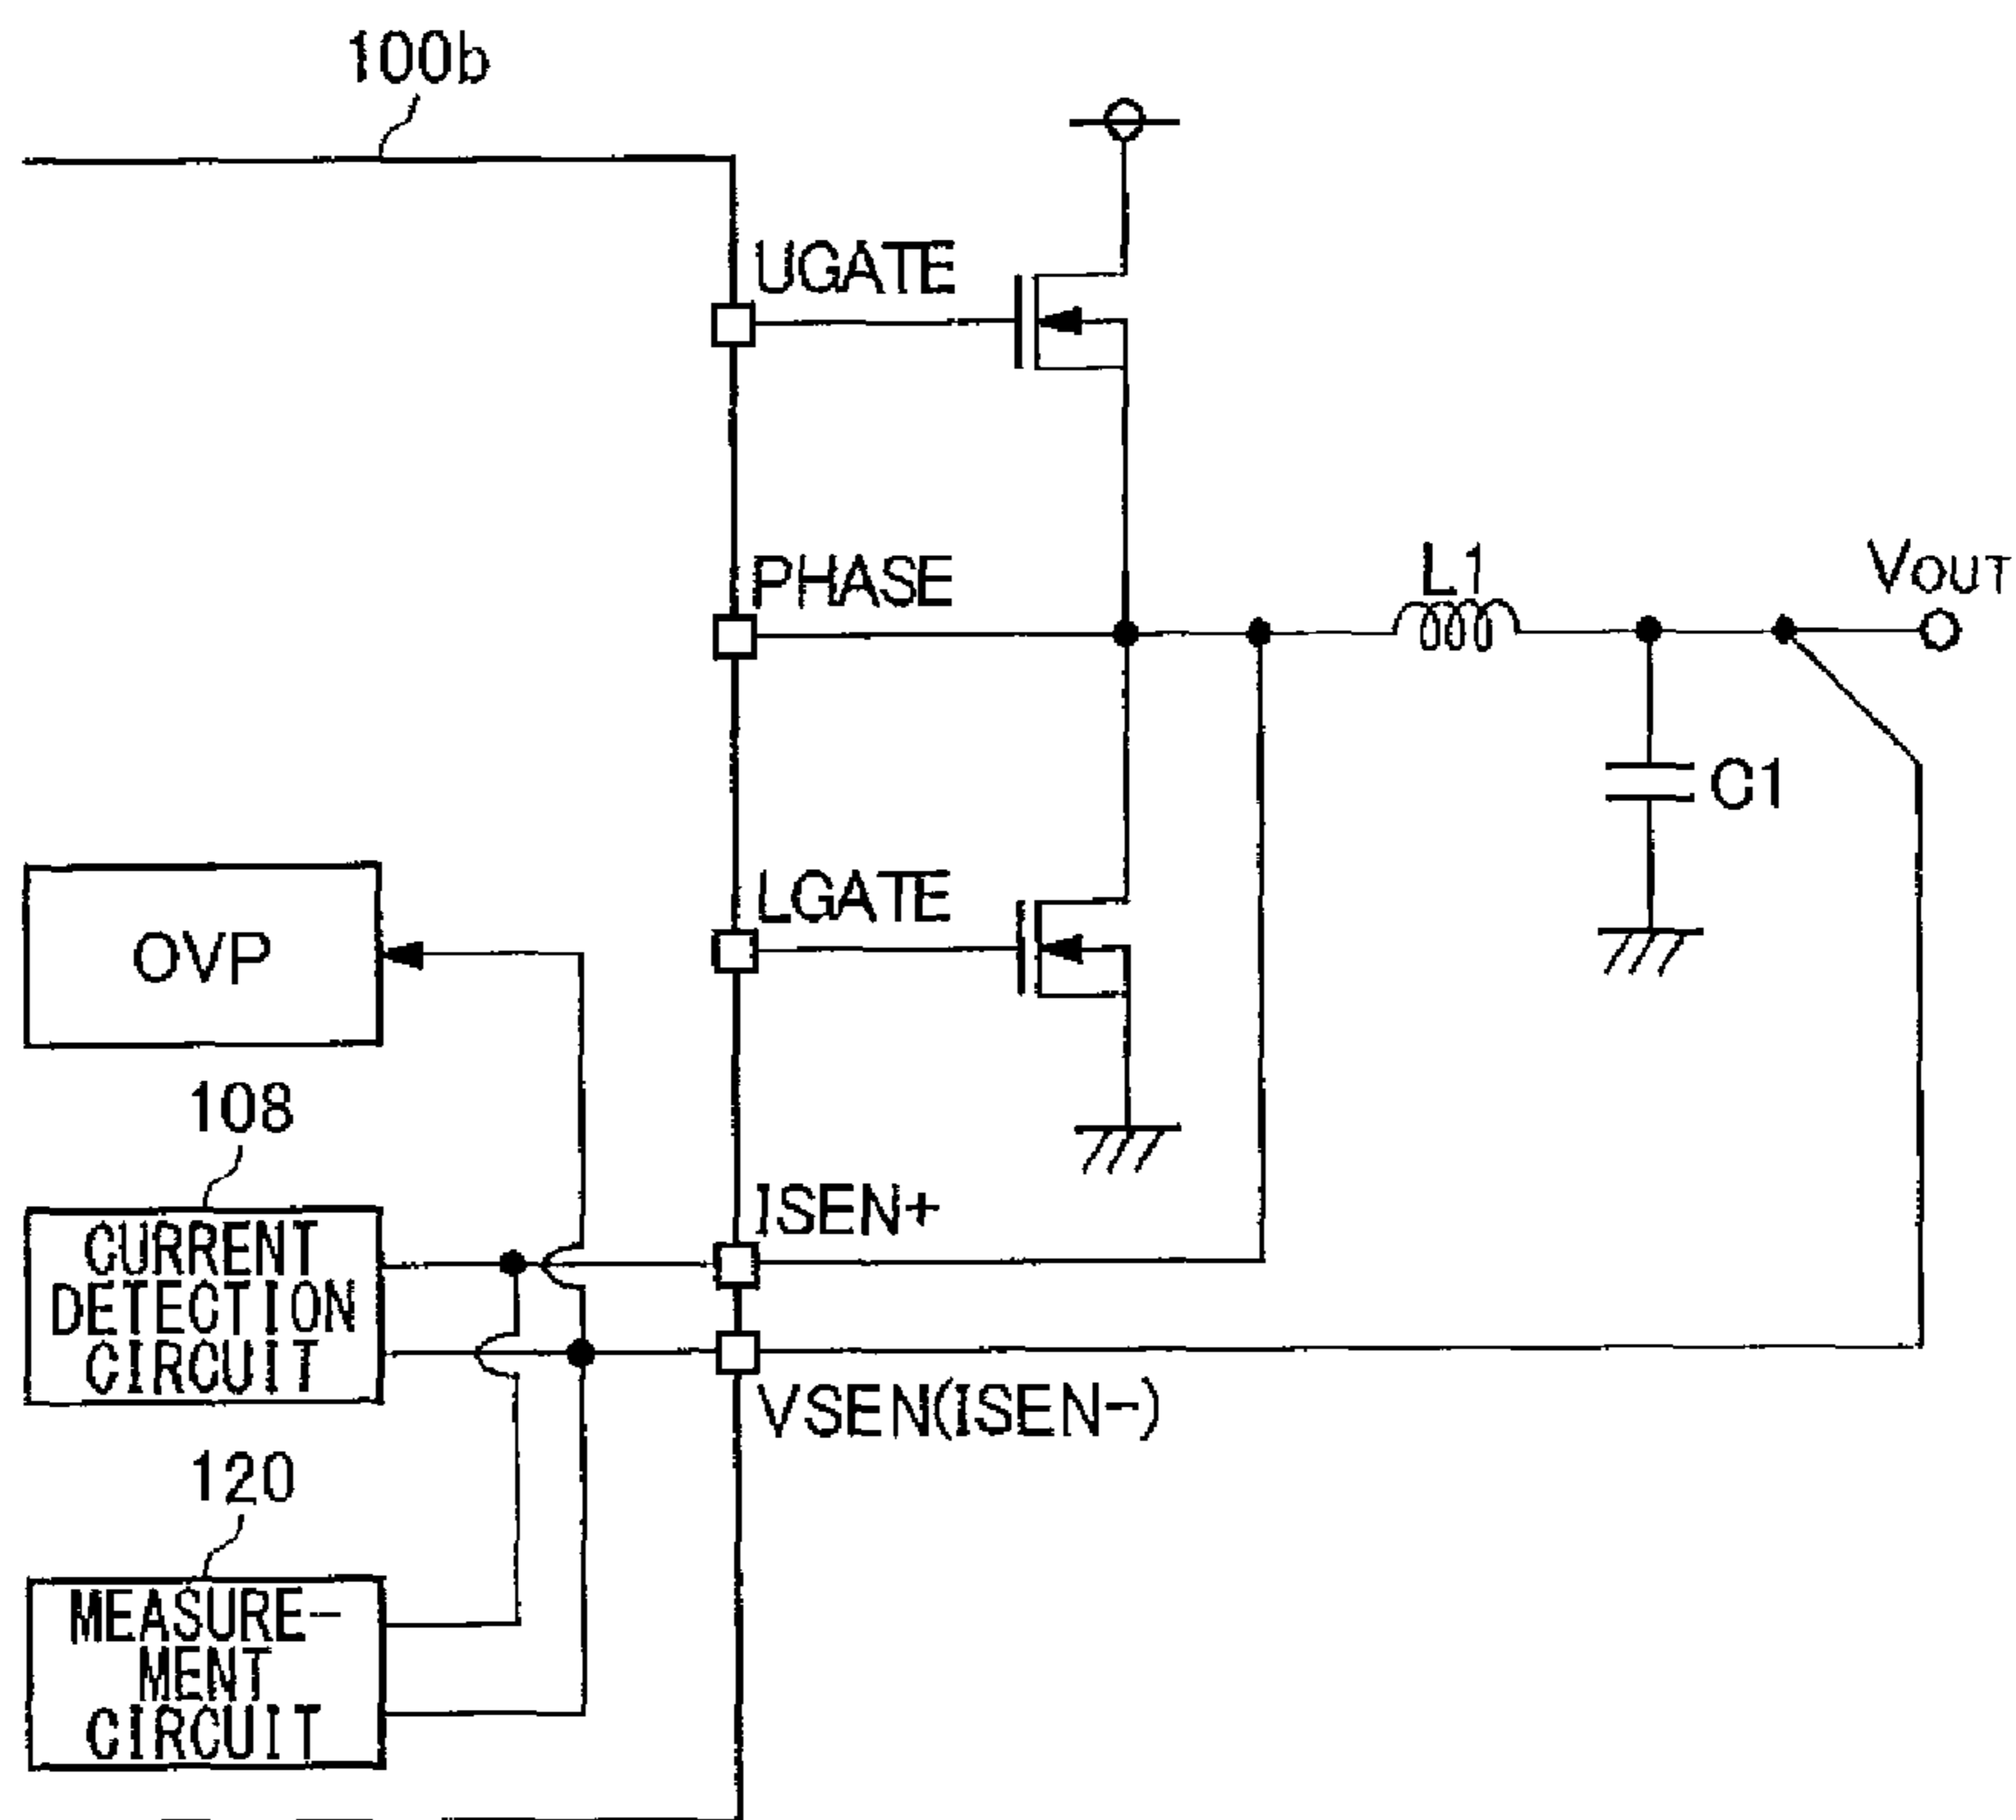 100b
UGATE
PHASE
L1
VOUT
C1
LGATE
OVP
108
ISEN+
CURRENT
DETECTION
CIRCUIT
VSEN(ISEN-)
120
MEASURE-
MENT
CIRCUIT